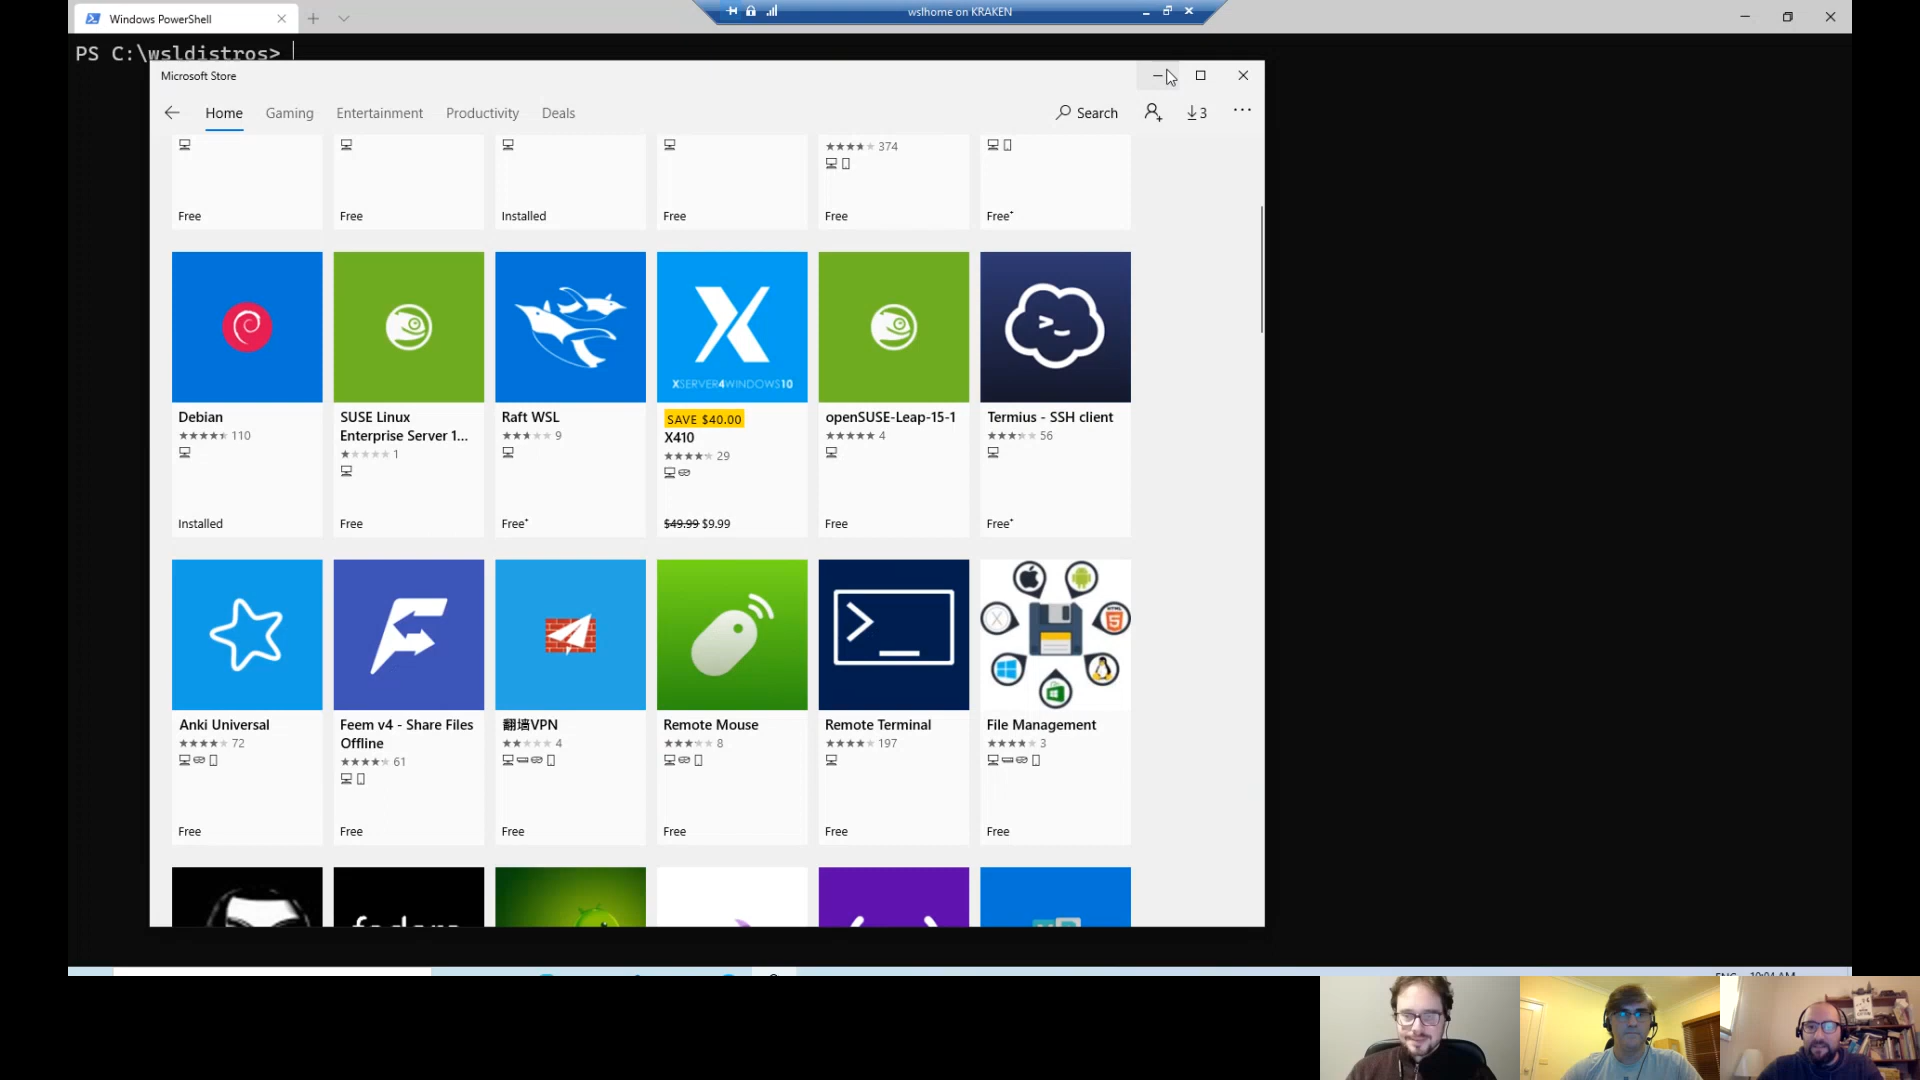 Windows PowerShell
wslhome on KRAKEN
PS C:\wsldistros>
Microsoft Store
Home Gaming Entertainment Productivity Deals Search 3
374
Free Free Installed Free Free Free+
XSERVER4WINDOWS10
Debian
110
Installed
SUSE Linux
Enterprise Server 1...
1
Free
Raft WSL
9
Free+
SAVE $40.00
X410
29
$49.99 $9.99
openSUSE-Leap-15-1
4
Free
Termius - SSH client
56
Free+
Anki Universal
72
Free
Feem v4 - Share Files
Offline
61
Free
翻墙VPN
4
Free
Remote Mouse
8
Free
Remote Terminal
197
Free
HTML
File Management
3
Free
fedora